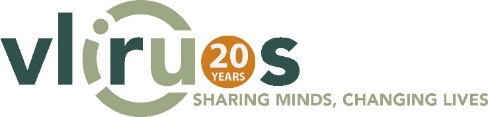 vliruos
20
YEARS
SHARING MINDS, CHANGING LIVES